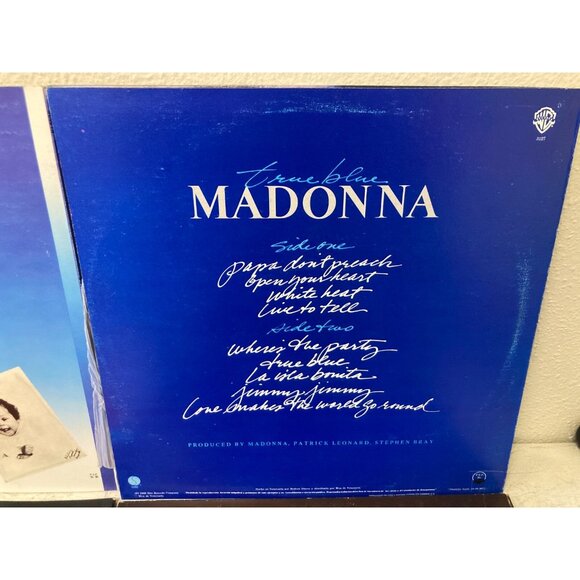 true blue
MADONNA
side one
papa don't preach
open your heart
white heat
live to tell
side two
where's the party
true blue
la isla bonita
jimmy jimmy
love makes the world go round
PRODUCED BY MADONNA, PATRICK LEONARD, STEPHEN BRAY